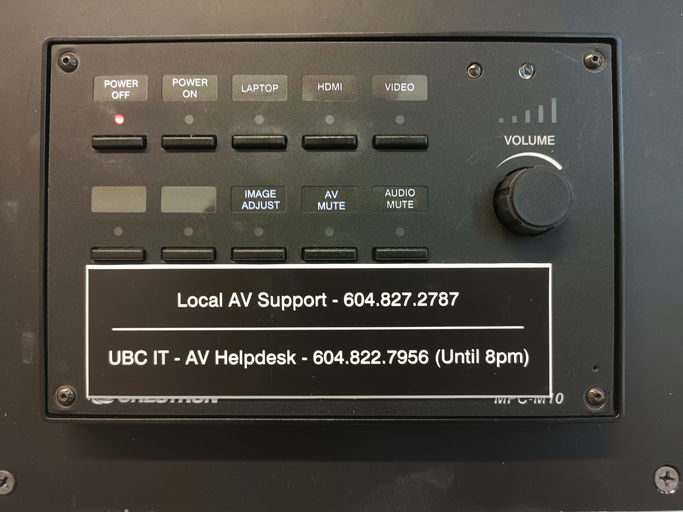 POWER OFF
POWER ON
LAPTOP
HDMI
VIDEO
VOLUME
IMAGE ADJUST
AV MUTE
AUDIO MUTE
Local AV Support - 604.827.2787
UBC IT - AV Helpdesk - 604.822.7956 (Until 8pm)
CRESTRON
MPC-M10